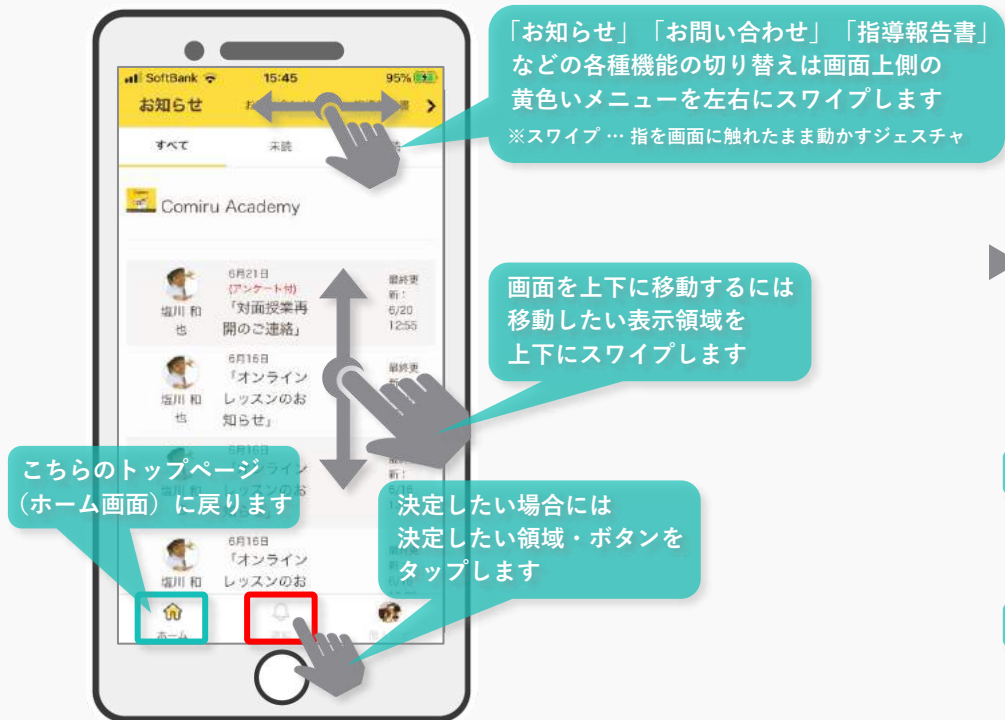 「お知らせ」「お問い合わせ」「指導報告書」
などの各種機能の切り替えは画面上側の
黄色いメニューを左右にスワイプします
※スワイプ … 指を画面に触れたまま動かすジェスチャ
SoftBank 15:45 95%
お知らせ
すべて 未読
Comiru Academy
6月21日
(アンケート付)
「対面授業再
開のご連絡」
塩川 和
也
最終更
新：
6/20
12:55
画面を上下に移動するには
移動したい表示領域を
上下にスワイプします
6月16日
「オンライン
レッスンのお
知らせ」
塩川 和
也
最終更
こちらのトップページ
（ホーム画面）に戻ります
決定したい場合には
決定したい領域・ボタンを
タップします
6月16日
「オンライン
レッスンのお
塩川 和
ホーム